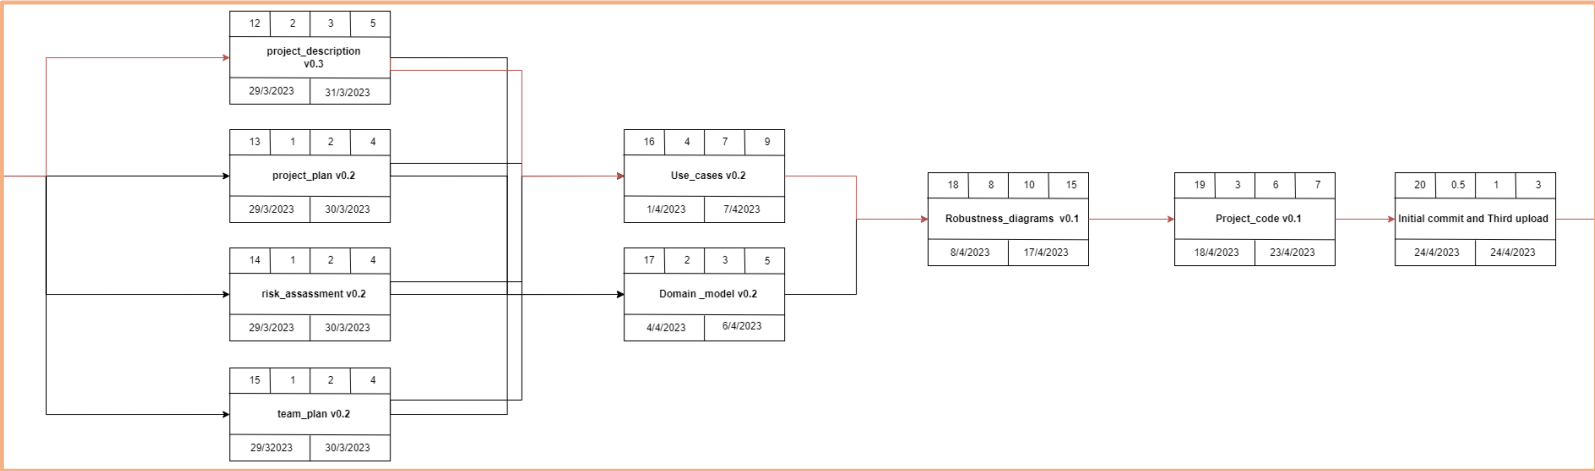 12 2 3 5
project_description
v0.3
29/3/2023 31/3/2023
13 1 2 4
project_plan v0.2
29/3/2023 30/3/2023
14 1 2 4
risk_assassment v0.2
29/3/2023 30/3/2023
15 1 2 4
team_plan v0.2
29/32023 30/3/2023
16 4 7 9
Use_cases v0.2
1/4/2023 7/42023
17 2 3 5
Domain _model v0.2
4/4/2023 6/4/2023
18 8 10 15
Robustness_diagrams v0.1
8/4/2023 17/4/2023
19 3 6 7
Project_code v0.1
18/4/2023 23/4/2023
20 0.5 1 3
Initial commit and Third upload
24/4/2023 24/4/2023